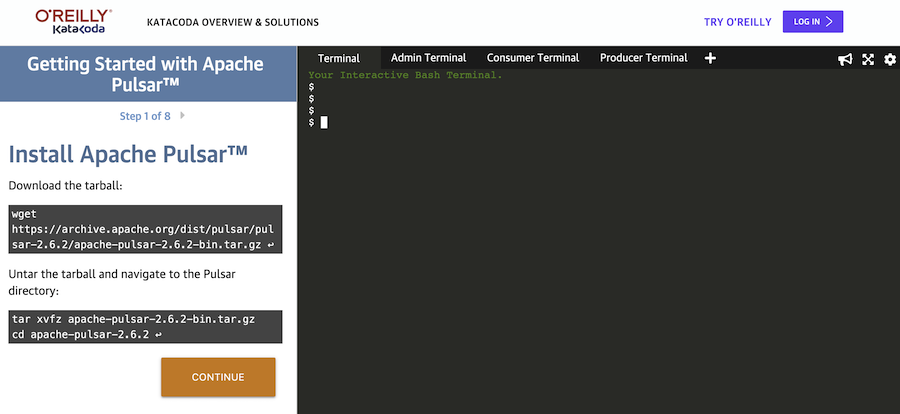 O'REILLY®
Katacoda
KATACODA OVERVIEW & SOLUTIONS
TRY O'REILLY
LOG IN
Getting Started with Apache
Pulsar™
Step 1 of 8
Install Apache Pulsar™
Download the tarball:
wget
https://archive.apache.org/dist/pulsar/pul
sar-2.6.2/apache-pulsar-2.6.2-bin.tar.gz ↩
Untar the tarball and navigate to the Pulsar
directory:
tar xvfz apache-pulsar-2.6.2-bin.tar.gz
cd apache-pulsar-2.6.2 ↩
CONTINUE
Terminal
Admin Terminal
Consumer Terminal
Producer Terminal
Your Interactive Bash Terminal.
$
$
$
$